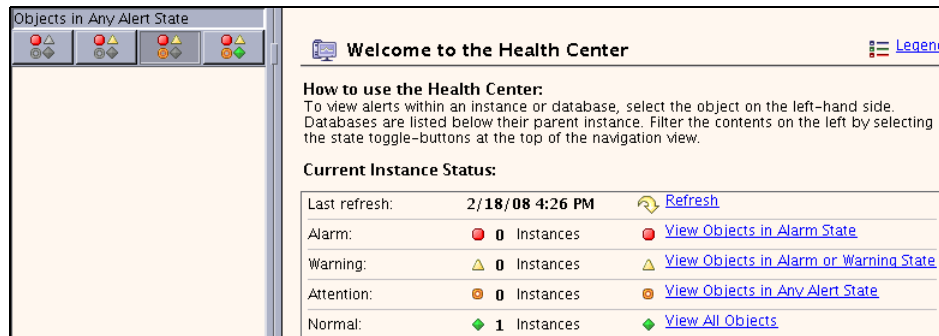 Objects in Any Alert State
Welcome to the Health Center
How to use the Health Center:
To view alerts within an instance or database, select the object on the left-hand side.
Databases are listed below their parent instance. Filter the contents on the left by selecting
the state toggle-buttons at the top of the navigation view.
Current Instance Status:
Last refresh: 2/18/08 4:26 PM Refresh
Alarm: 0 Instances View Objects in Alarm State
Warning: 0 Instances View Objects in Alarm or Warning State
Attention: 0 Instances View Objects in Any Alert State
Normal: 1 Instances View All Objects